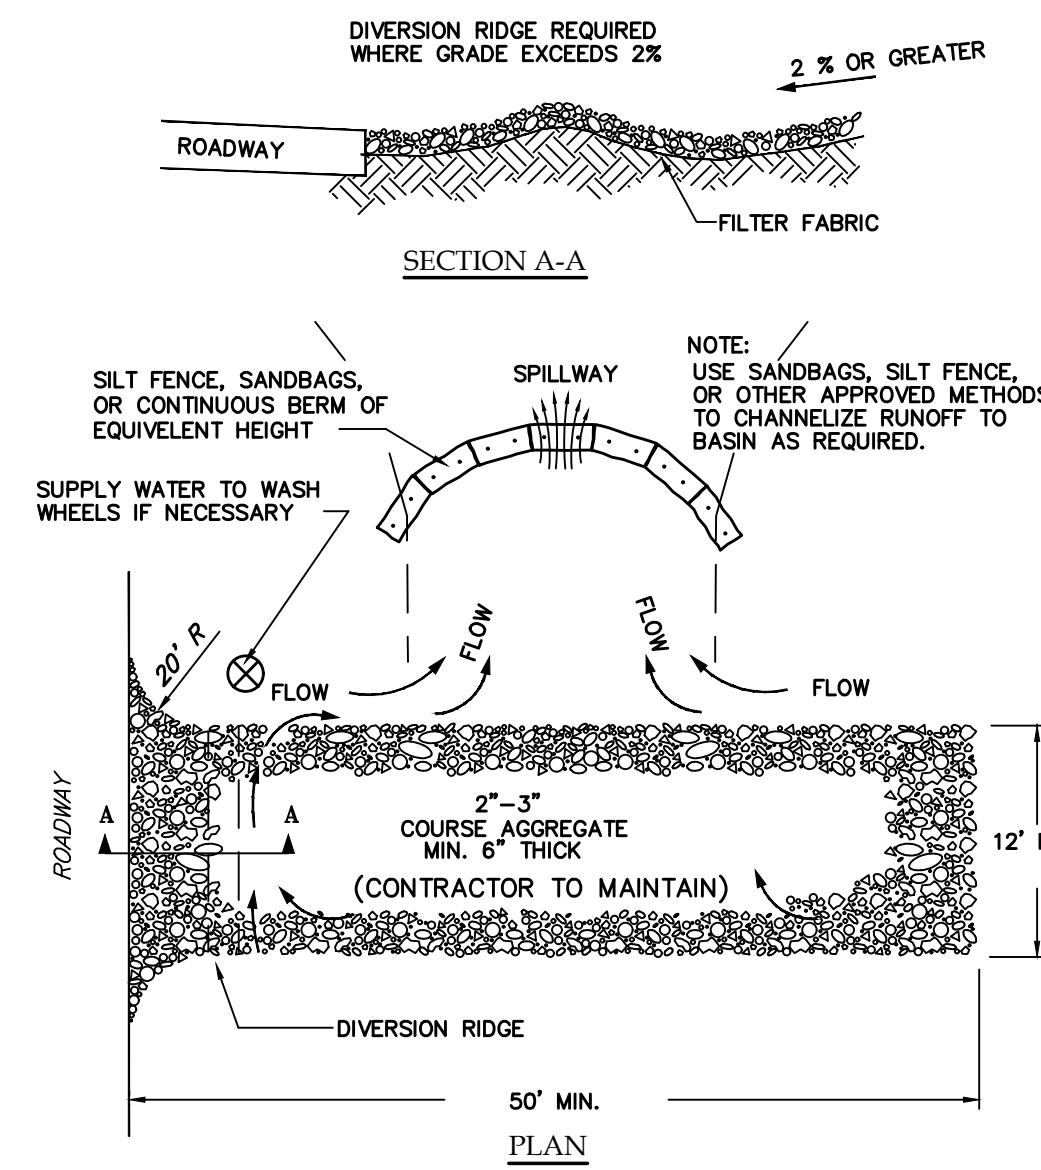 DIVERSION RIDGE REQUIRED
WHERE GRADE EXCEEDS 2%
2 % OR GREATER
ROADWAY
FILTER FABRIC
SECTION A-A
SILT FENCE, SANDBAGS,
OR CONTINUOUS BERM OF
EQUIVELENT HEIGHT
SPILLWAY
NOTE:
USE SANDBAGS, SILT FENCE,
OR OTHER APPROVED METHODS
TO CHANNELIZE RUNOFF TO
BASIN AS REQUIRED.
SUPPLY WATER TO WASH
WHEELS IF NECESSARY
20' R
FLOW
FLOW
FLOW
FLOW
ROADWAY
A
A
2"-3"
COURSE AGGREGATE
MIN. 6" THICK
(CONTRACTOR TO MAINTAIN)
12'
DIVERSION RIDGE
50' MIN.
PLAN